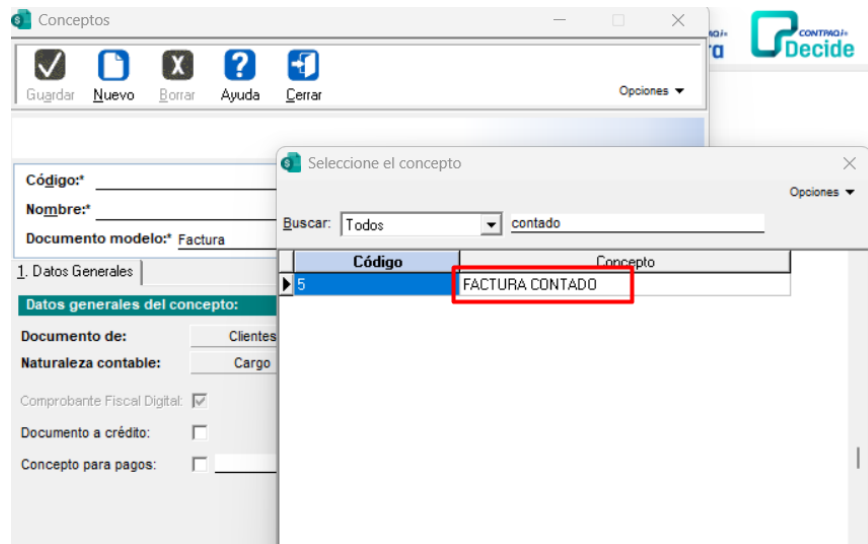 Conceptos
CONTPAQi
Decide
Guardar Nuevo Borrar Ayuda Cerrar
Opciones
Seleccione el concepto
Opciones
Código:*
Nombre:*
Documento modelo:* Factura
Buscar: Todos contado
Código Concepto
5 FACTURA CONTADO
1. Datos Generales
Datos generales del concepto:
Documento de: Clientes
Naturaleza contable: Cargo
Comprobante Fiscal Digital:
Documento a crédito:
Concepto para pagos: